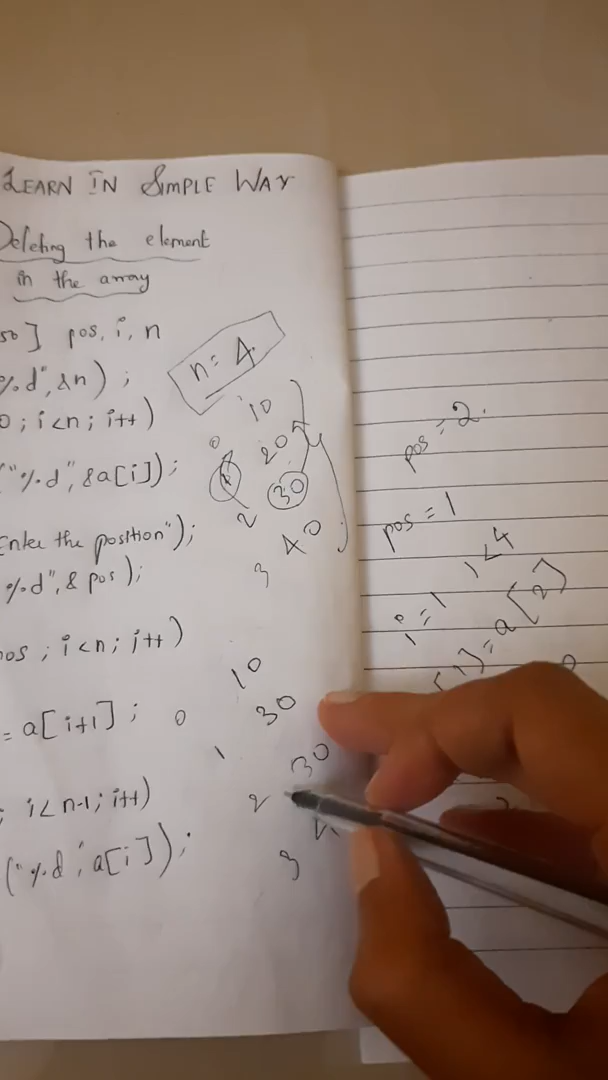 LEARN IN SIMPLE WAY
Deleting the element
in the array
50] pos, i, n
n = 4.
%d", &n);
0; i<n; i++)
10
0
20
("%d", &a[i]);
30
2
40
3
Enter the position");
%d", & pos);
pos; i<n; i++)
= a[i+1];
; i<n-1; i++)
("%d", a[i]);
10
0
30
1
30
2
3
pos = 2.
pos = 1
i = 1 1<4
[1] = a[2]